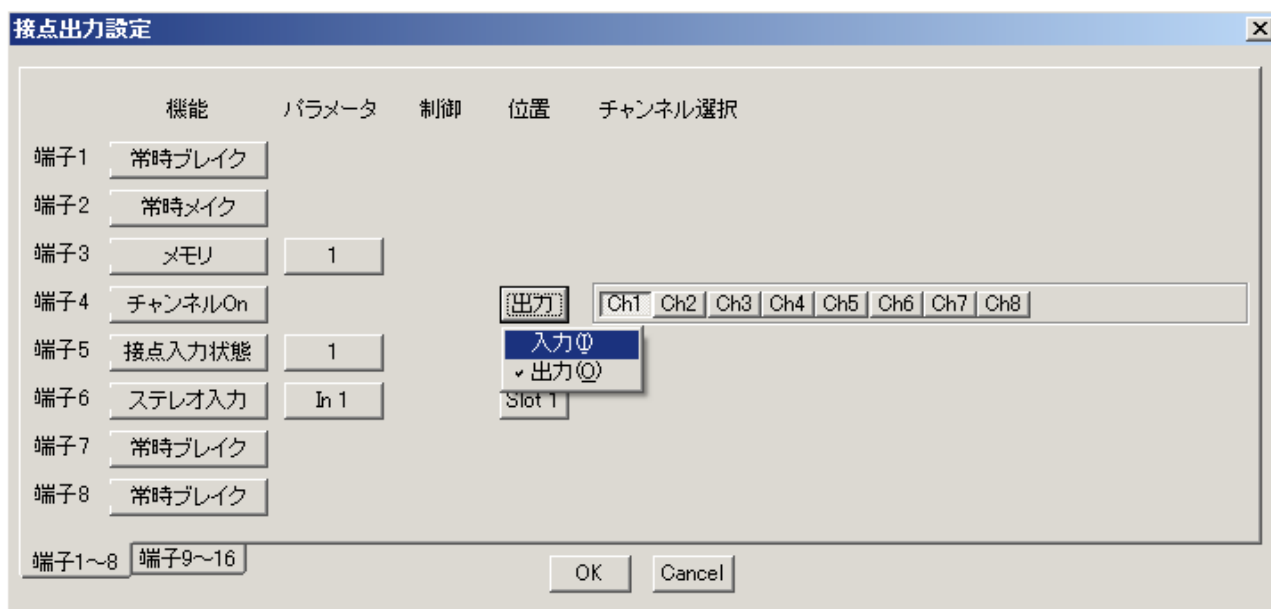 接点出力設定
機能 パラメータ 制御 位置 チャンネル選択
端子1 常時ブレイク
端子2 常時メイク
端子3 メモリ 1
端子4 チャンネルOn 出力 Ch1 Ch2 Ch3 Ch4 Ch5 Ch6 Ch7 Ch8
入力(I)
端子5 接点入力状態 1
✓出力(O)
端子6 ステレオ入力 In 1 Slot 1
端子7 常時ブレイク
端子8 常時ブレイク
端子1～8 端子9～16
OK Cancel